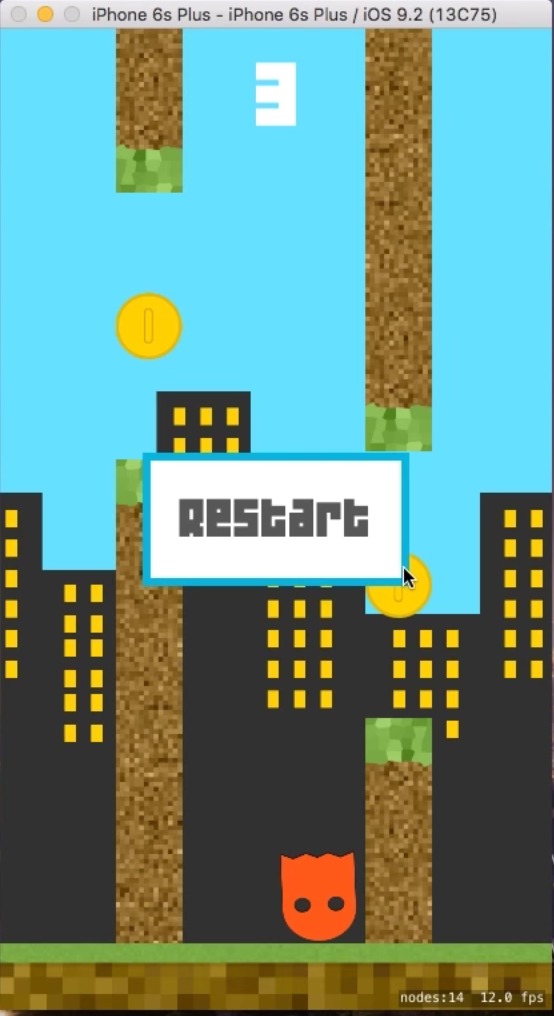 iPhone 6s Plus - iPhone 6s Plus / iOS 9.2 (13C75)
3
Restart
nodes:14 12.0 fps